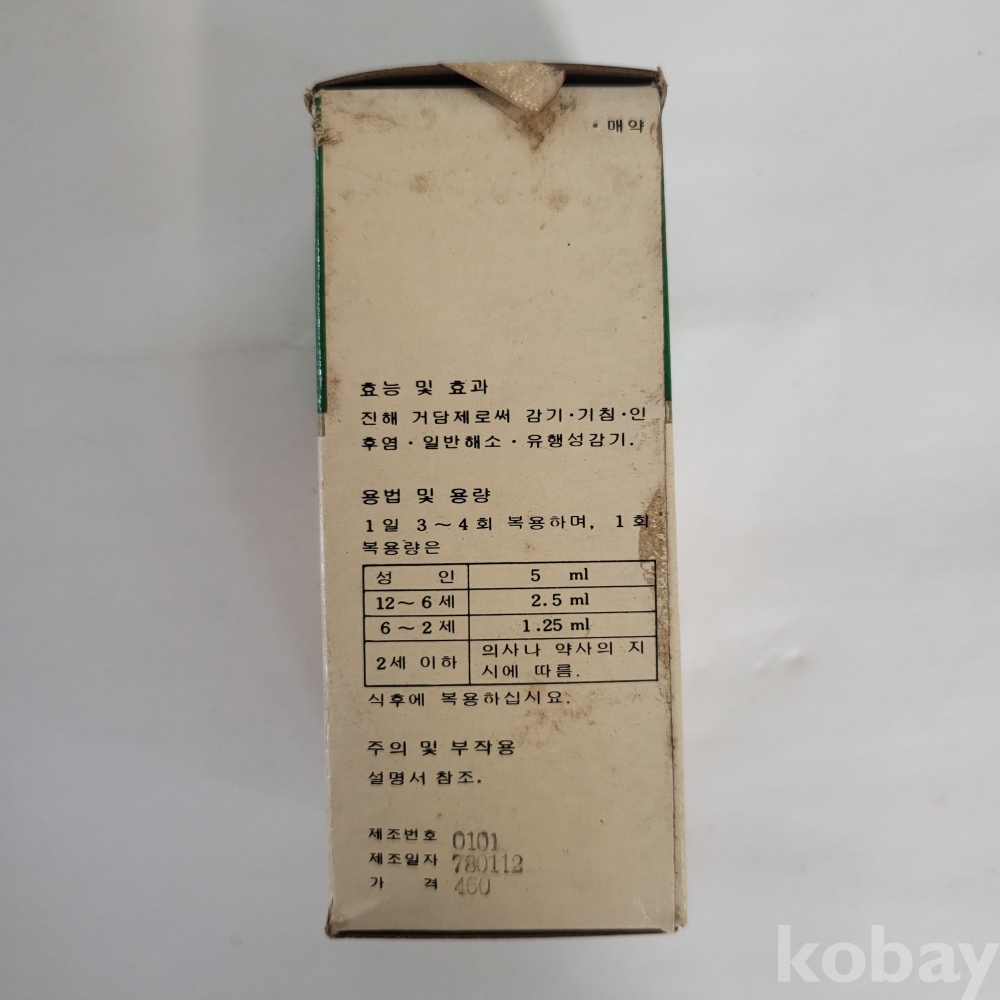 • 매약
효능 및 효과
진해 거담제로써 감기·기침·인
후염·일반해소·유행성감기.
용법 및 용량
1일 3～4회 복용하며, 1회
복용량은
성 인 5 ml
12～6세 2.5 ml
6～2세 1.25 ml
2세 이하 의사나 약사의 지
시에 따름.
식후에 복용하십시요.
주의 및 부작용
설명서 참조.
제조번호 0101
제조일자 780112
가 격 450
kobay